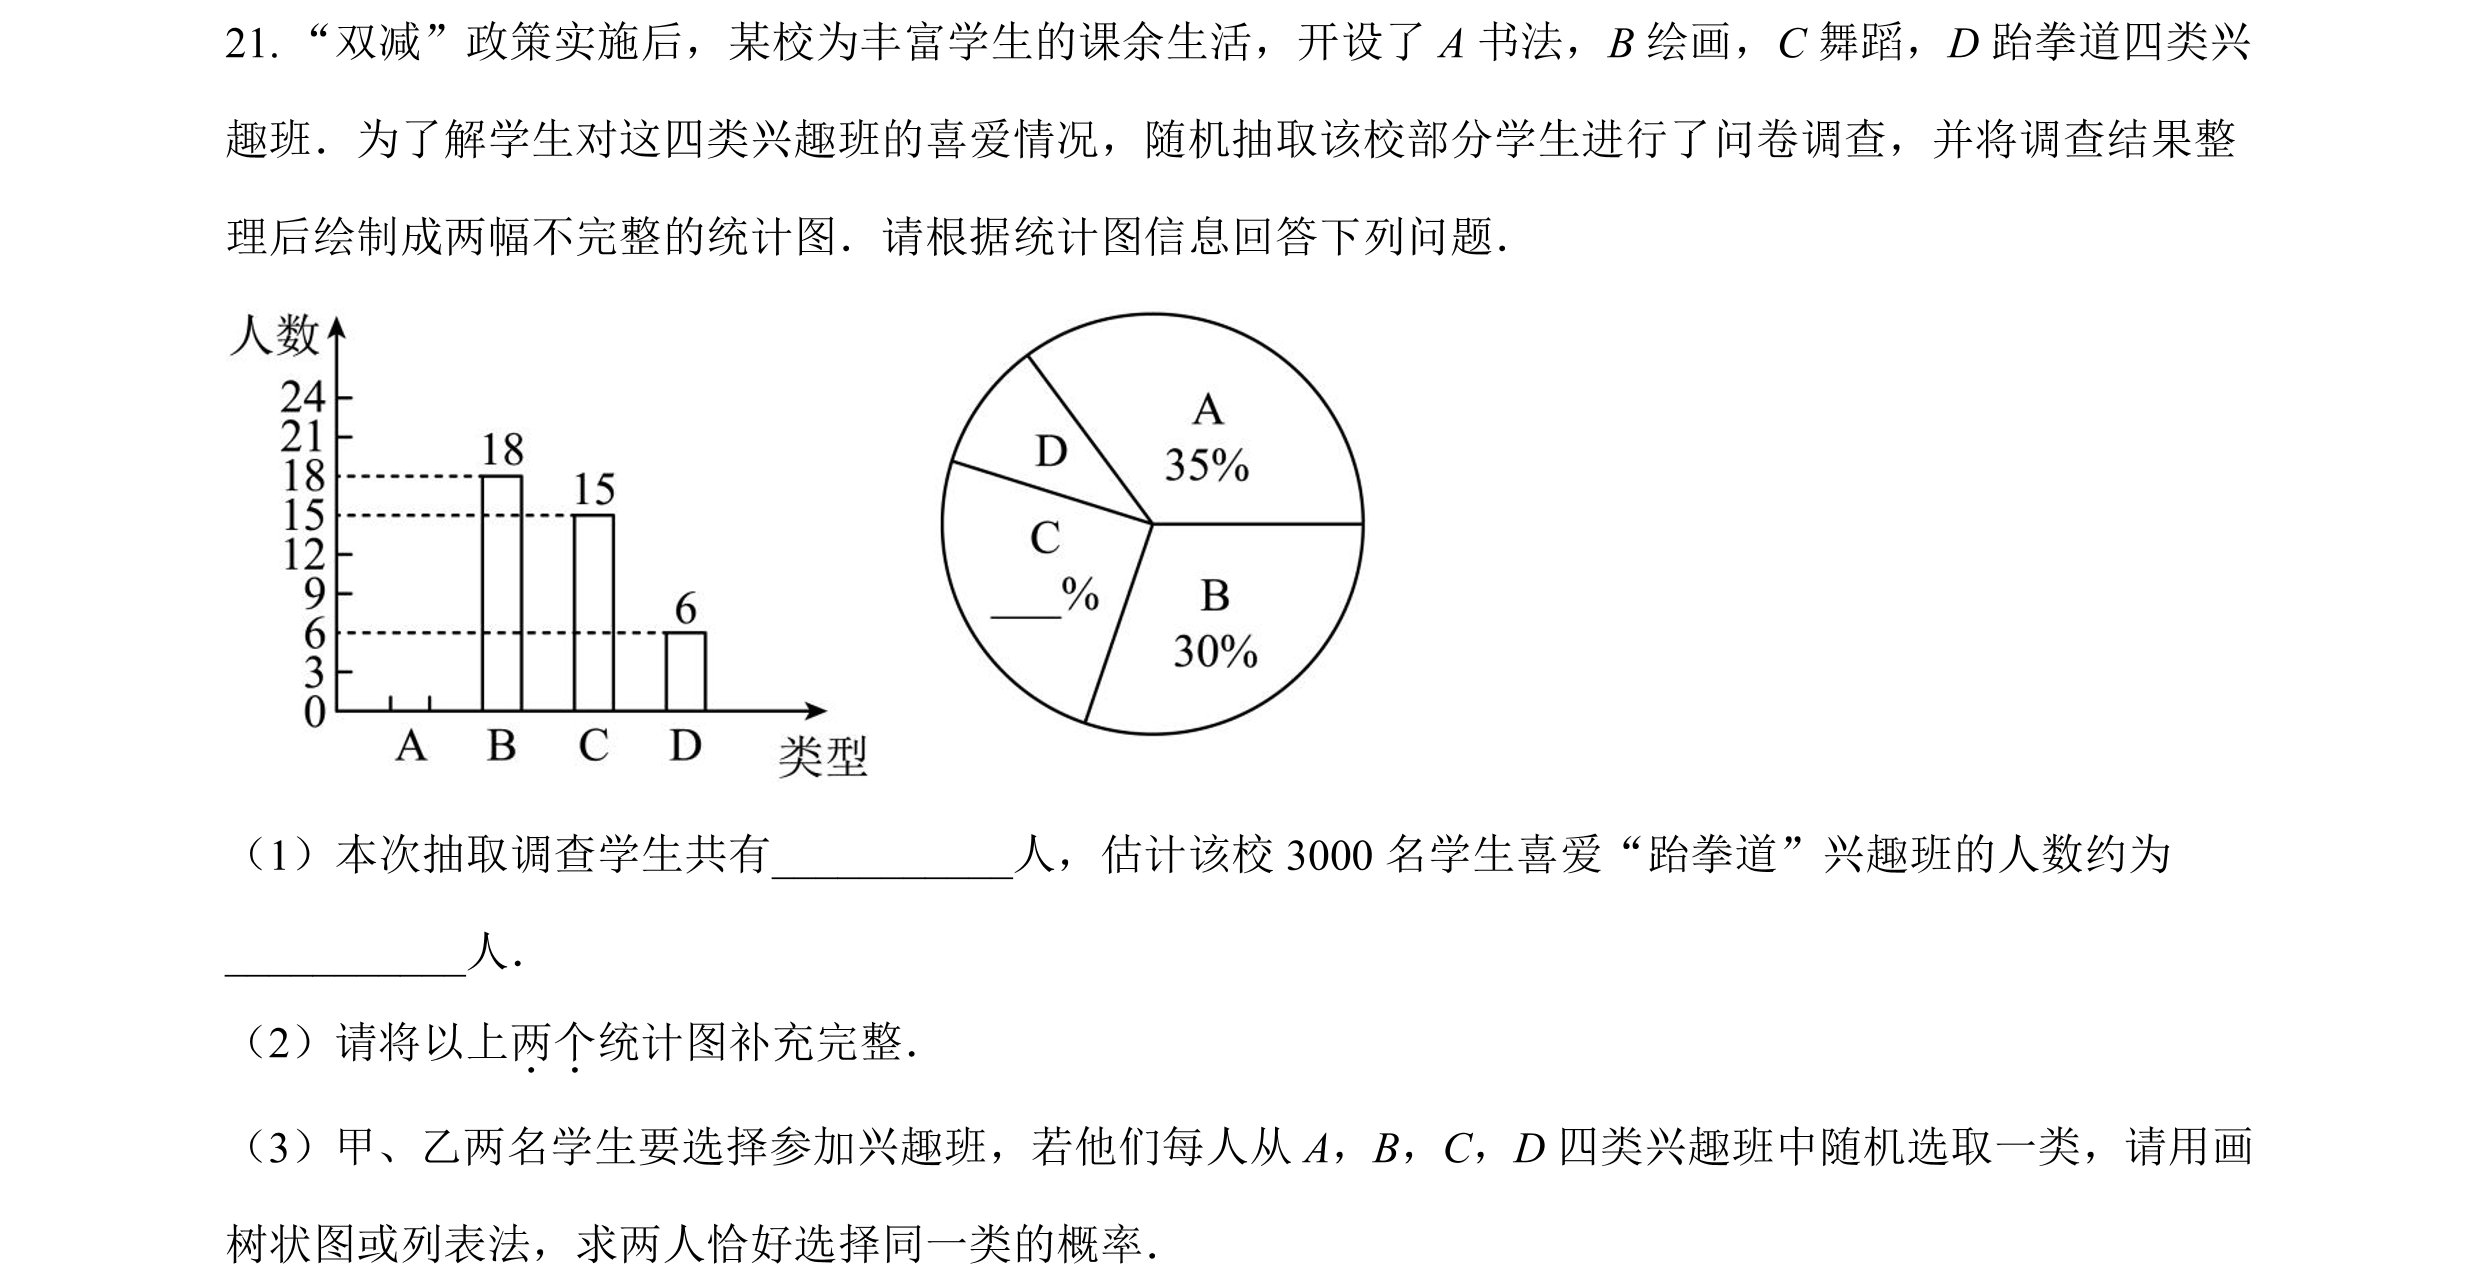 21. “双减”政策实施后，某校为丰富学生的课余生活，开设了 A 书法，B 绘画，C 舞蹈，D 跆拳道四类兴
趣班．为了解学生对这四类兴趣班的喜爱情况，随机抽取该校部分学生进行了问卷调查，并将调查结果整
理后绘制成两幅不完整的统计图．请根据统计图信息回答下列问题．
人数
24
21
18
15
12
9
6
3
0
18
15
6
A B C D
类型
A
35%
D
C
___%
B
30%
（1）本次抽取调查学生共有___________人，估计该校 3000 名学生喜爱“跆拳道”兴趣班的人数约为
___________人．
（2）请将以上两个统计图补充完整．
（3）甲、乙两名学生要选择参加兴趣班，若他们每人从 A，B，C，D 四类兴趣班中随机选取一类，请用画
树状图或列表法，求两人恰好选择同一类的概率．